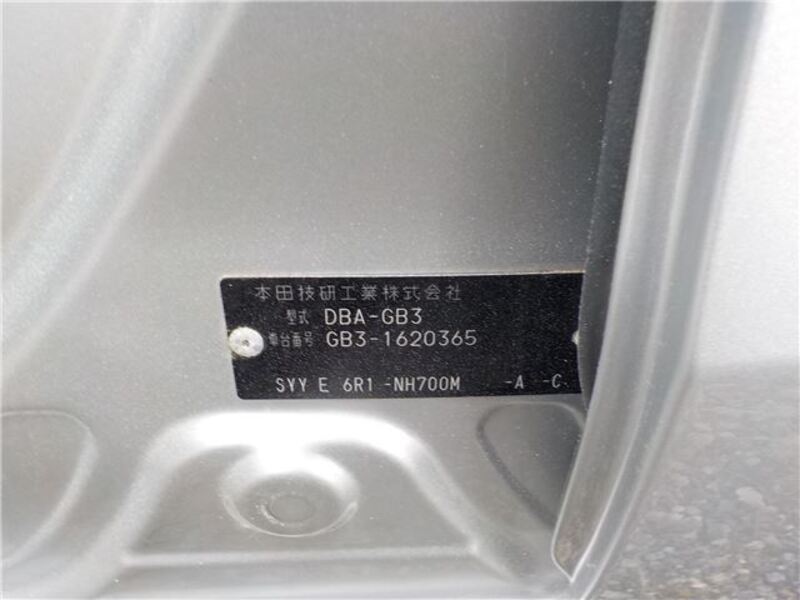 本田技研工業株式会社
型式 DBA-GB3
車台番号 GB3-1620365
SYY E 6R1 -NH700M -A -C